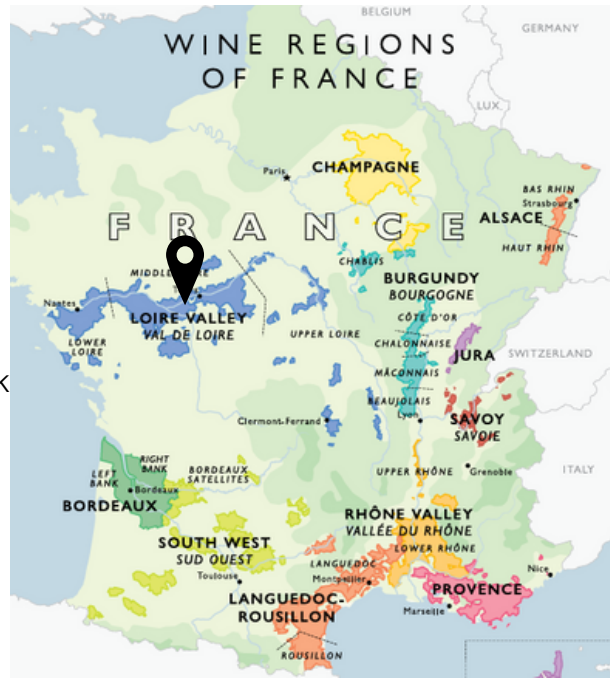 BELGIUM
WINE REGIONS
OF FRANCE
GERMANY
LUX
Paris
CHAMPAGNE
BAS RHIN
Strasbourg
ALSACE
FRANCE
HAUT RHIN
CHABLIS
MIDDLE
BURGUNDY
BOURGOGNE
Nantes
LOIRE VALLEY
VAL DE LOIRE
CÔTE D'OR
UPPER LOIRE
CHALONNAISE
LOWER
LOIRE
JURA
SWITZERLAND
MÂCONNAIS
K
BEAUJOLAIS
Lyon
SAVOY
SAVOIE
Clermont-Ferrand
RIGHT
BANK
LEFT
BANK
BORDEAUX
SATELLITES
UPPER RHÔNE
Grenoble
ITALY
Bordeaux
BORDEAUX
RHÔNE VALLEY
VALLÉE DU RHÔNE
SOUTH WEST
SUD OUEST
LOWER RHÔNE
LANGUEDOC
Toulouse
Montpellier
Nice
PROVENCE
LANGUEDOC-
ROUSILLON
Marseille
ROUSILLON